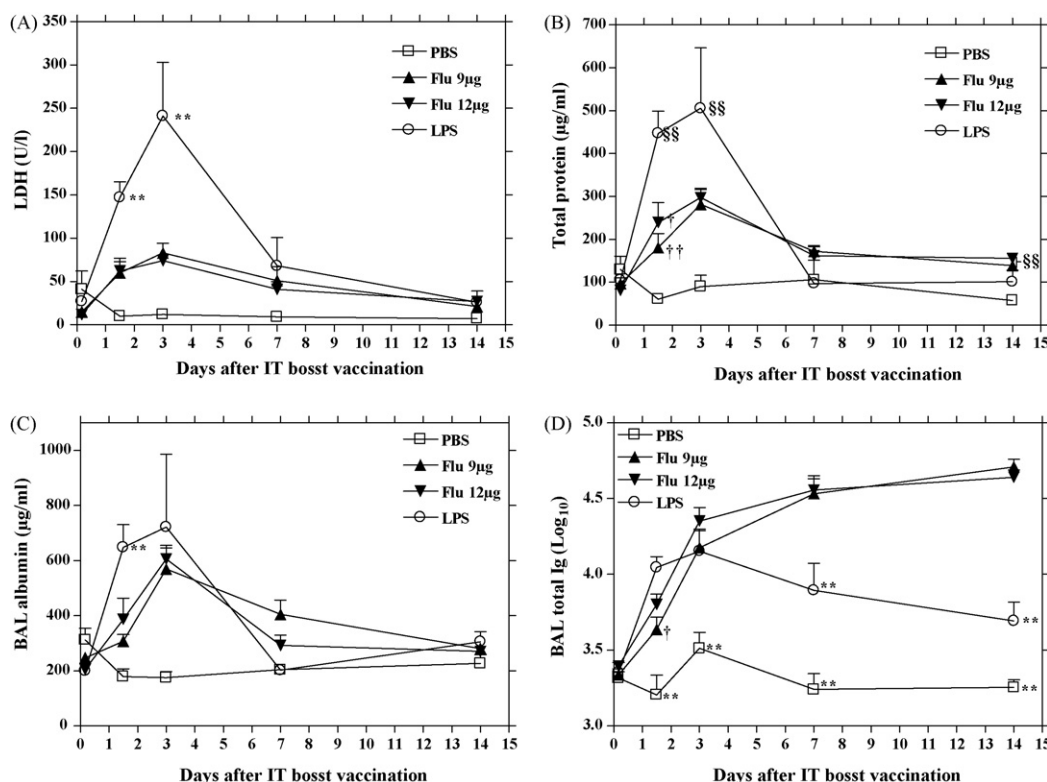 (A)
350
300
250
200
150
100
50
0
LDH (U/l)
PBS
Flu 9µg
Flu 12µg
LPS
**
**
0 1 2 3 4 5 6 7 8 9 10 11 12 13 14 15
Days after IT bosst vaccination
(B)
700
600
500
400
300
200
100
0
Total protein (µg/ml)
PBS
Flu 9µg
Flu 12µg
LPS
§§
§§
†
††
§§
0 1 2 3 4 5 6 7 8 9 10 11 12 13 14 15
Days after IT bosst vaccination
(C)
1000
800
600
400
200
0
BAL albumin (µg/ml)
PBS
Flu 9µg
Flu 12µg
LPS
**
0 1 2 3 4 5 6 7 8 9 10 11 12 13 14 15
Days after IT bosst vaccination
(D)
5.0
4.5
4.0
3.5
3.0
BAL total Ig (Log10)
PBS
Flu 9µg
Flu 12µg
LPS
**
†
**
**
**
**
**
0 1 2 3 4 5 6 7 8 9 10 11 12 13 14 15
Days after IT bosst vaccination